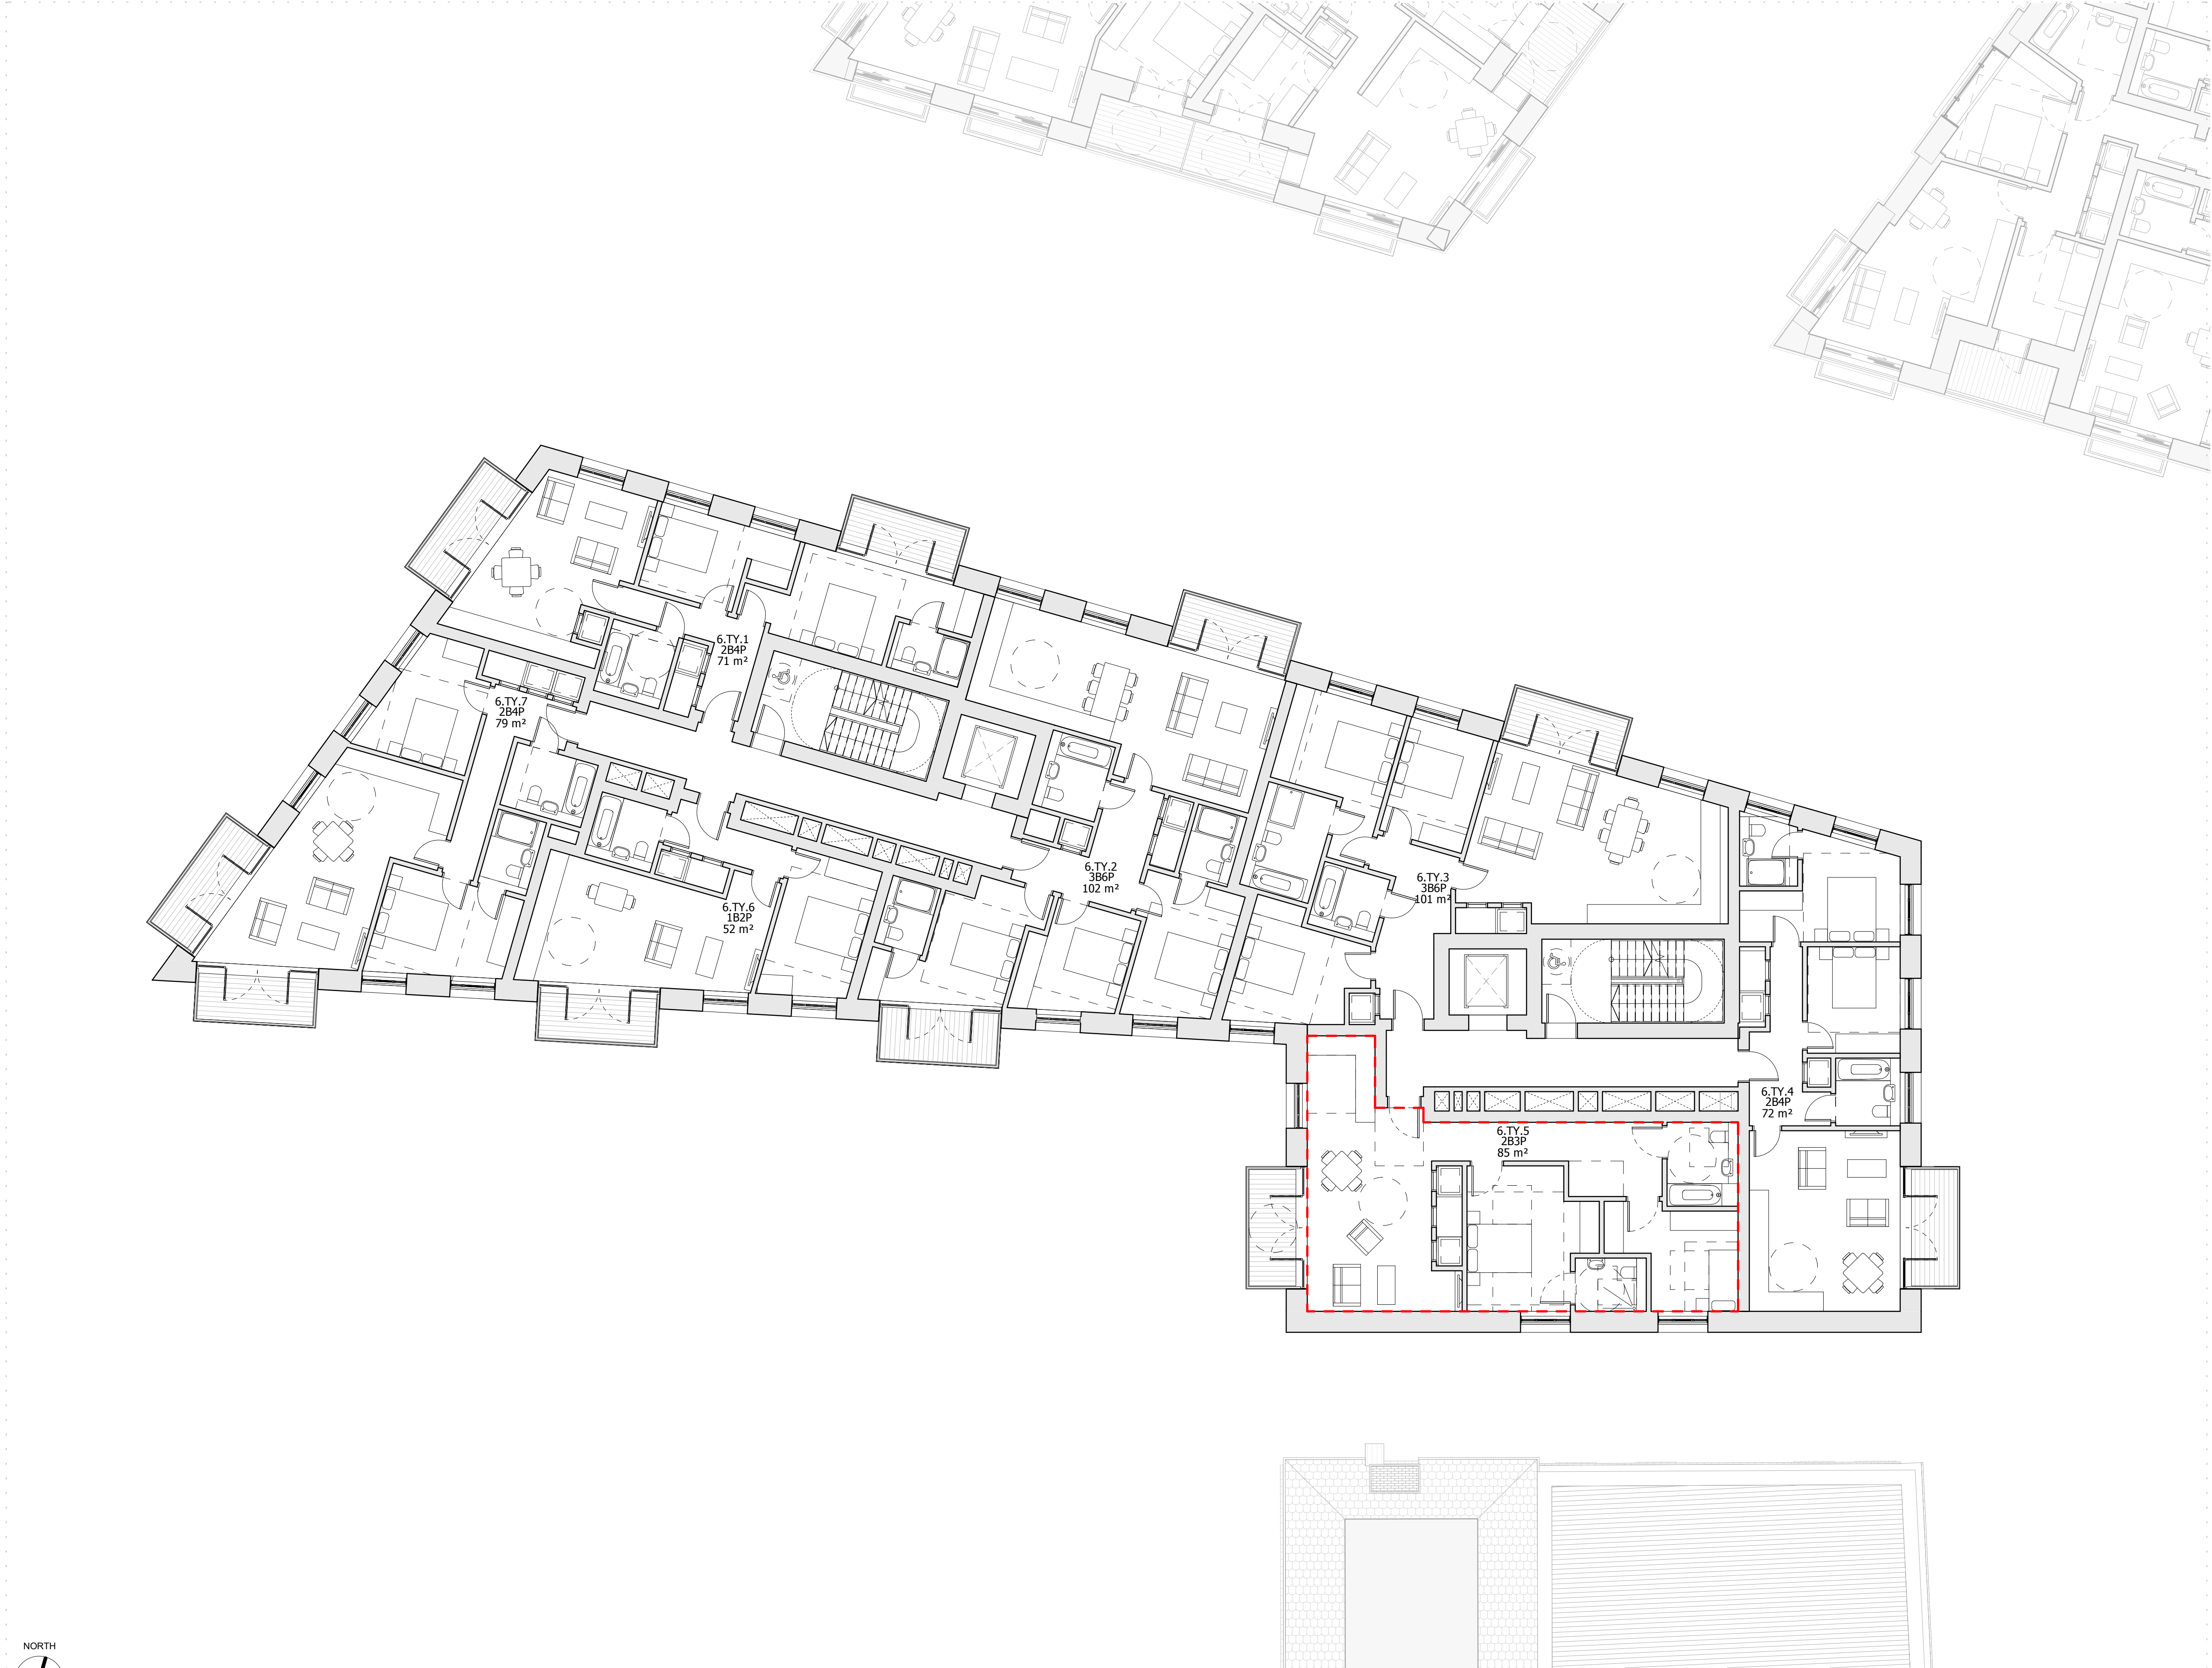 6.TY.1
2B4P
71 m²
6.TY.7
2B4P
79 m²
6.TY.2
3B6P
102 m²
6.TY.3
3B6P
101 m²
6.TY.6
1B2P
52 m²
6.TY.4
2B4P
72 m²
6.TY.5
2B3P
85 m²
NORTH